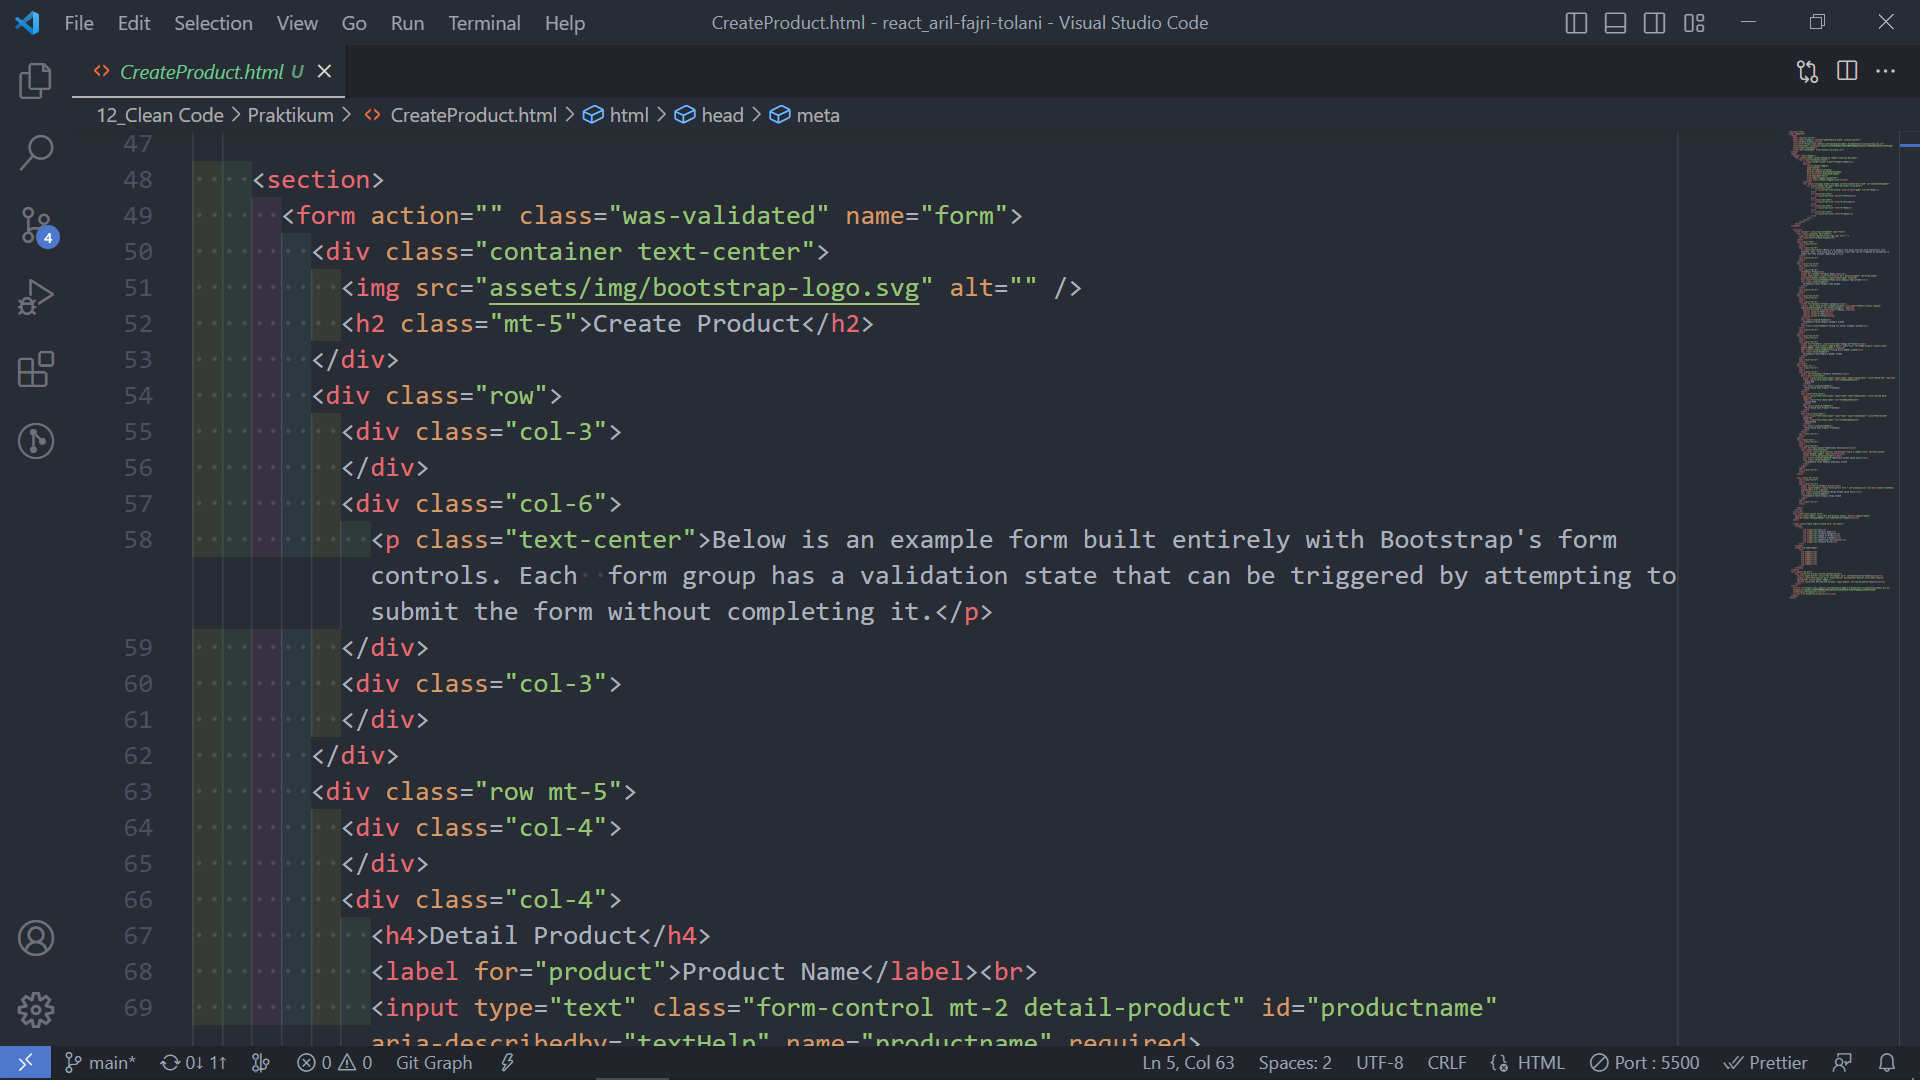 File Edit Selection View Go Run Terminal Help
CreateProduct.html - react_aril-fajri-tolani - Visual Studio Code
CreateProduct.html U
12_Clean Code > Praktikum > CreateProduct.html > html > head > meta
47
48 <section>
49 <form action="" class="was-validated" name="form">
50 <div class="container text-center">
51 <img src="assets/img/bootstrap-logo.svg" alt="" />
52 <h2 class="mt-5">Create Product</h2>
53 </div>
54 <div class="row">
55 <div class="col-3">
56 </div>
57 <div class="col-6">
58 <p class="text-center">Below is an example form built entirely with Bootstrap's form
controls. Each  form group has a validation state that can be triggered by attempting to
submit the form without completing it.</p>
59 </div>
60 <div class="col-3">
61 </div>
62 </div>
63 <div class="row mt-5">
64 <div class="col-4">
65 </div>
66 <div class="col-4">
67 <h4>Detail Product</h4>
68 <label for="product">Product Name</label><br>
69 <input type="text" class="form-control mt-2 detail-product" id="productname"
aria-describedby="textHelp" name="productname" required>
4
main* 0↓ 1↑ 0 0 Git Graph Ln 5, Col 63 Spaces: 2 UTF-8 CRLF HTML Port : 5500 Prettier